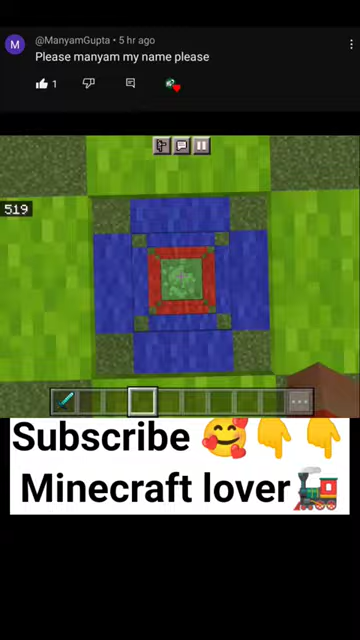 M
@ManyamGupta • 5 hr ago
Please manyam my name please
1
519
Subscribe 🥰👇👇
Minecraft lover🚂